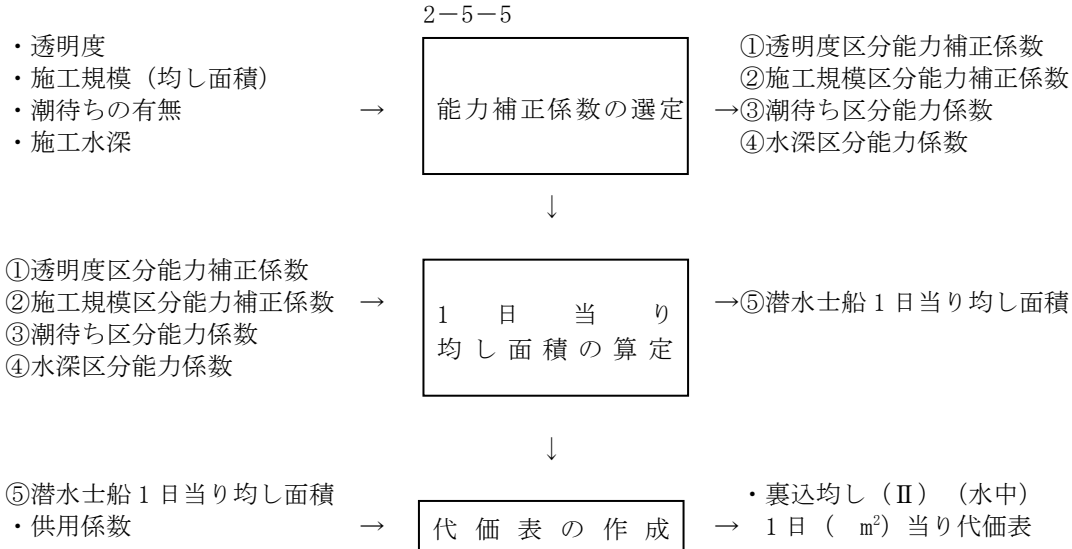 2-5-5
・透明度
・施工規模(均し面積)
・潮待ちの有無
・施工水深
→
能力補正係数の選定
→
①透明度区分能力補正係数
②施工規模区分能力補正係数
③潮待ち区分能力係数
④水深区分能力係数
↓
①透明度区分能力補正係数
②施工規模区分能力補正係数
③潮待ち区分能力係数
④水深区分能力係数
→
1日当り
均し面積の算定
→⑤潜水士船1日当り均し面積
↓
⑤潜水士船1日当り均し面積
・供用係数
→
代価表の作成
→
・裏込均し(Ⅱ)(水中)
1日( m²)当り代価表